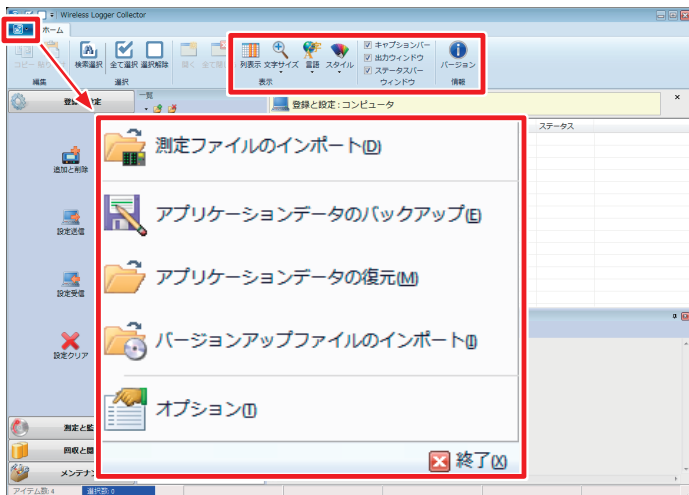 Wireless Logger Collector
ホーム
コピー
検索選択 全て選択 選択解除
開く
列表示 文字サイズ 言語 スタイル
キャプションバー
出力ウィンドウ
ステータスバー
バージョン
編集
選択
表示
ウィンドウ
情報
一覧
登録と設定:コンピュータ
ステータス
追加と削除
設定送信
設定受信
設定クリア
測定ファイルのインポート(D)
アプリケーションデータのバックアップ(E)
アプリケーションデータの復元(M)
バージョンアップファイルのインポート(I)
オプション(T)
終了(X)
測定と監
回収と
メンテナン
アイテム数: 4
選択数: 0